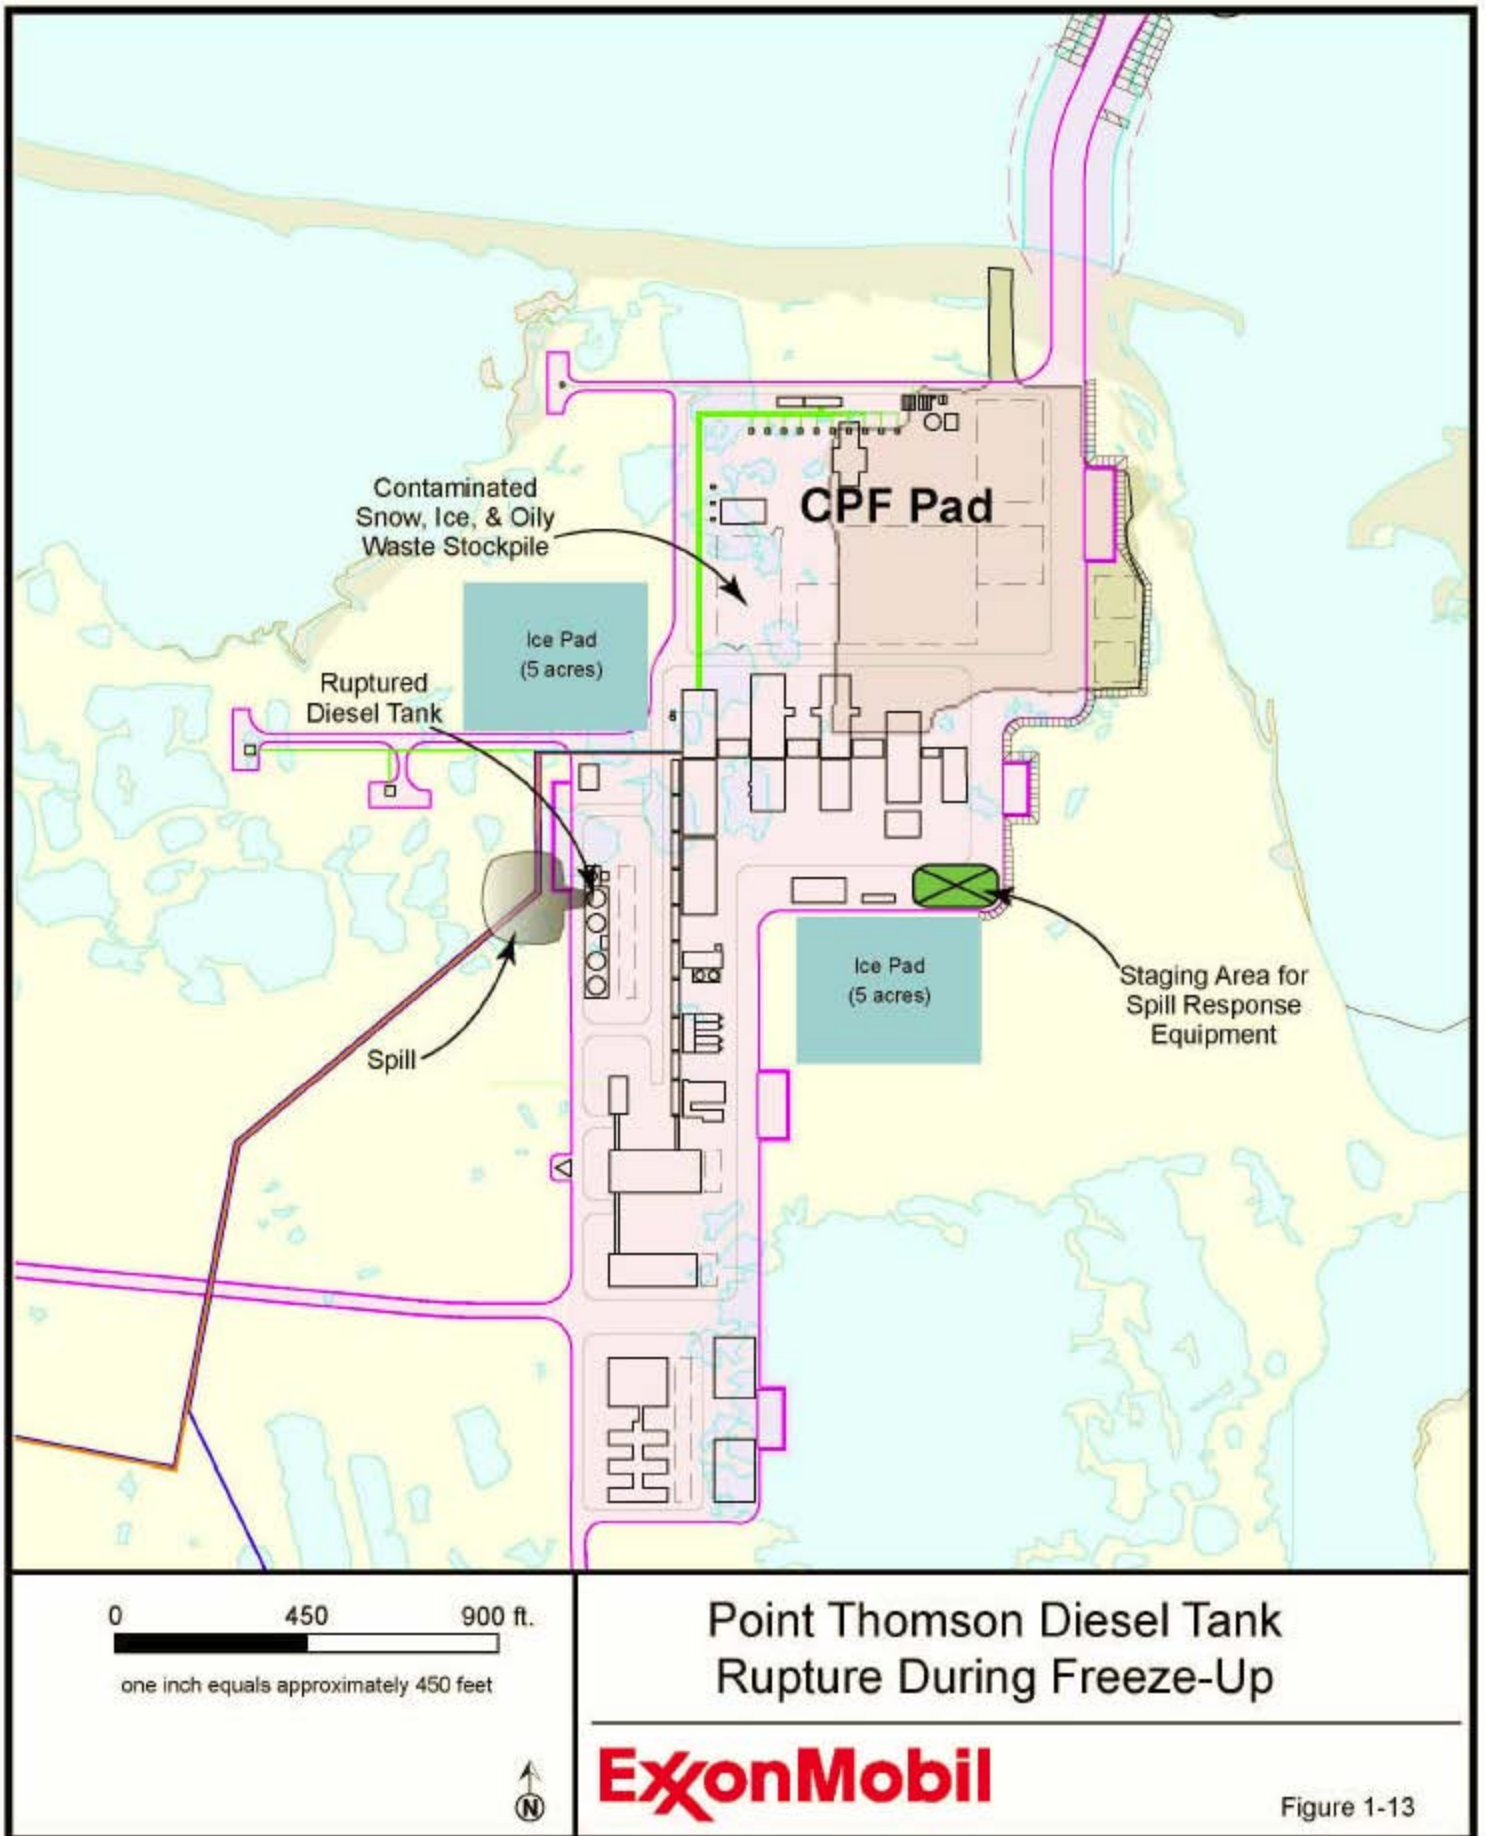 CPF Pad
Contaminated
Snow, Ice, & Oily
Waste Stockpile
Ice Pad
(5 acres)
Ruptured
Diesel Tank
Ice Pad
(5 acres)
Staging Area for
Spill Response
Equipment
Spill
0 450 900 ft.
one inch equals approximately 450 feet
N
Point Thomson Diesel Tank
Rupture During Freeze-Up
ExxonMobil
Figure 1-13